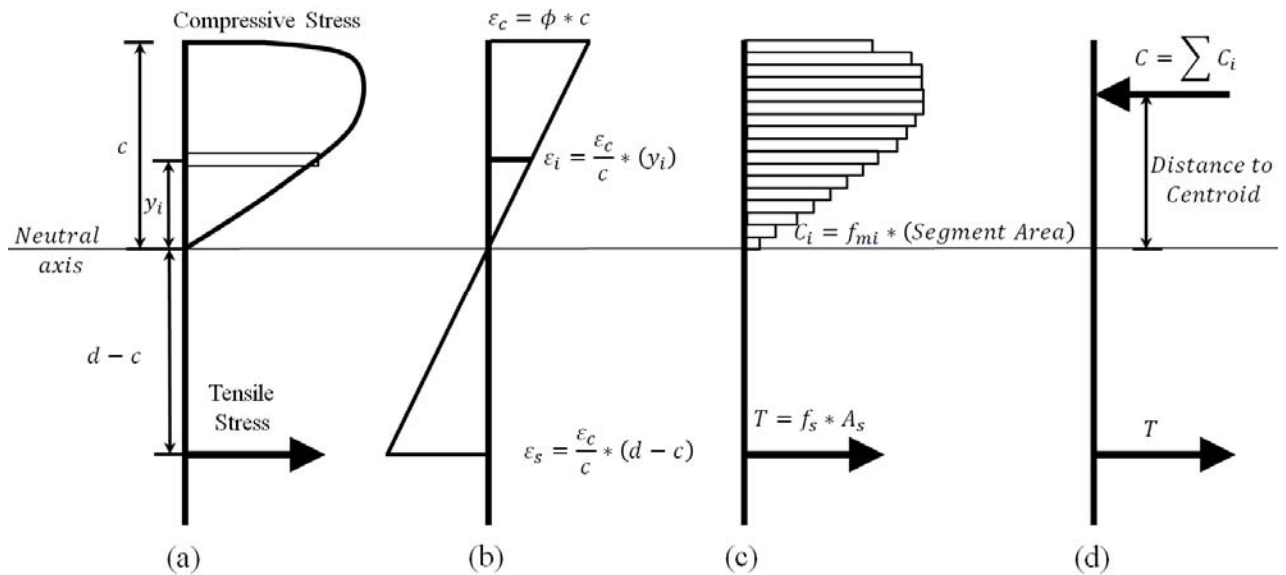 Compressive Stress
c
y_i
Neutral
axis
d − c
Tensile
Stress
(a)
ε_c = ϕ * c
ε_i = ε_c/c * (y_i)
ε_s = ε_c/c * (d − c)
(b)
C_i = f_mi * (Segment Area)
T = f_s * A_s
(c)
C = ∑ C_i
Distance to
Centroid
T
(d)